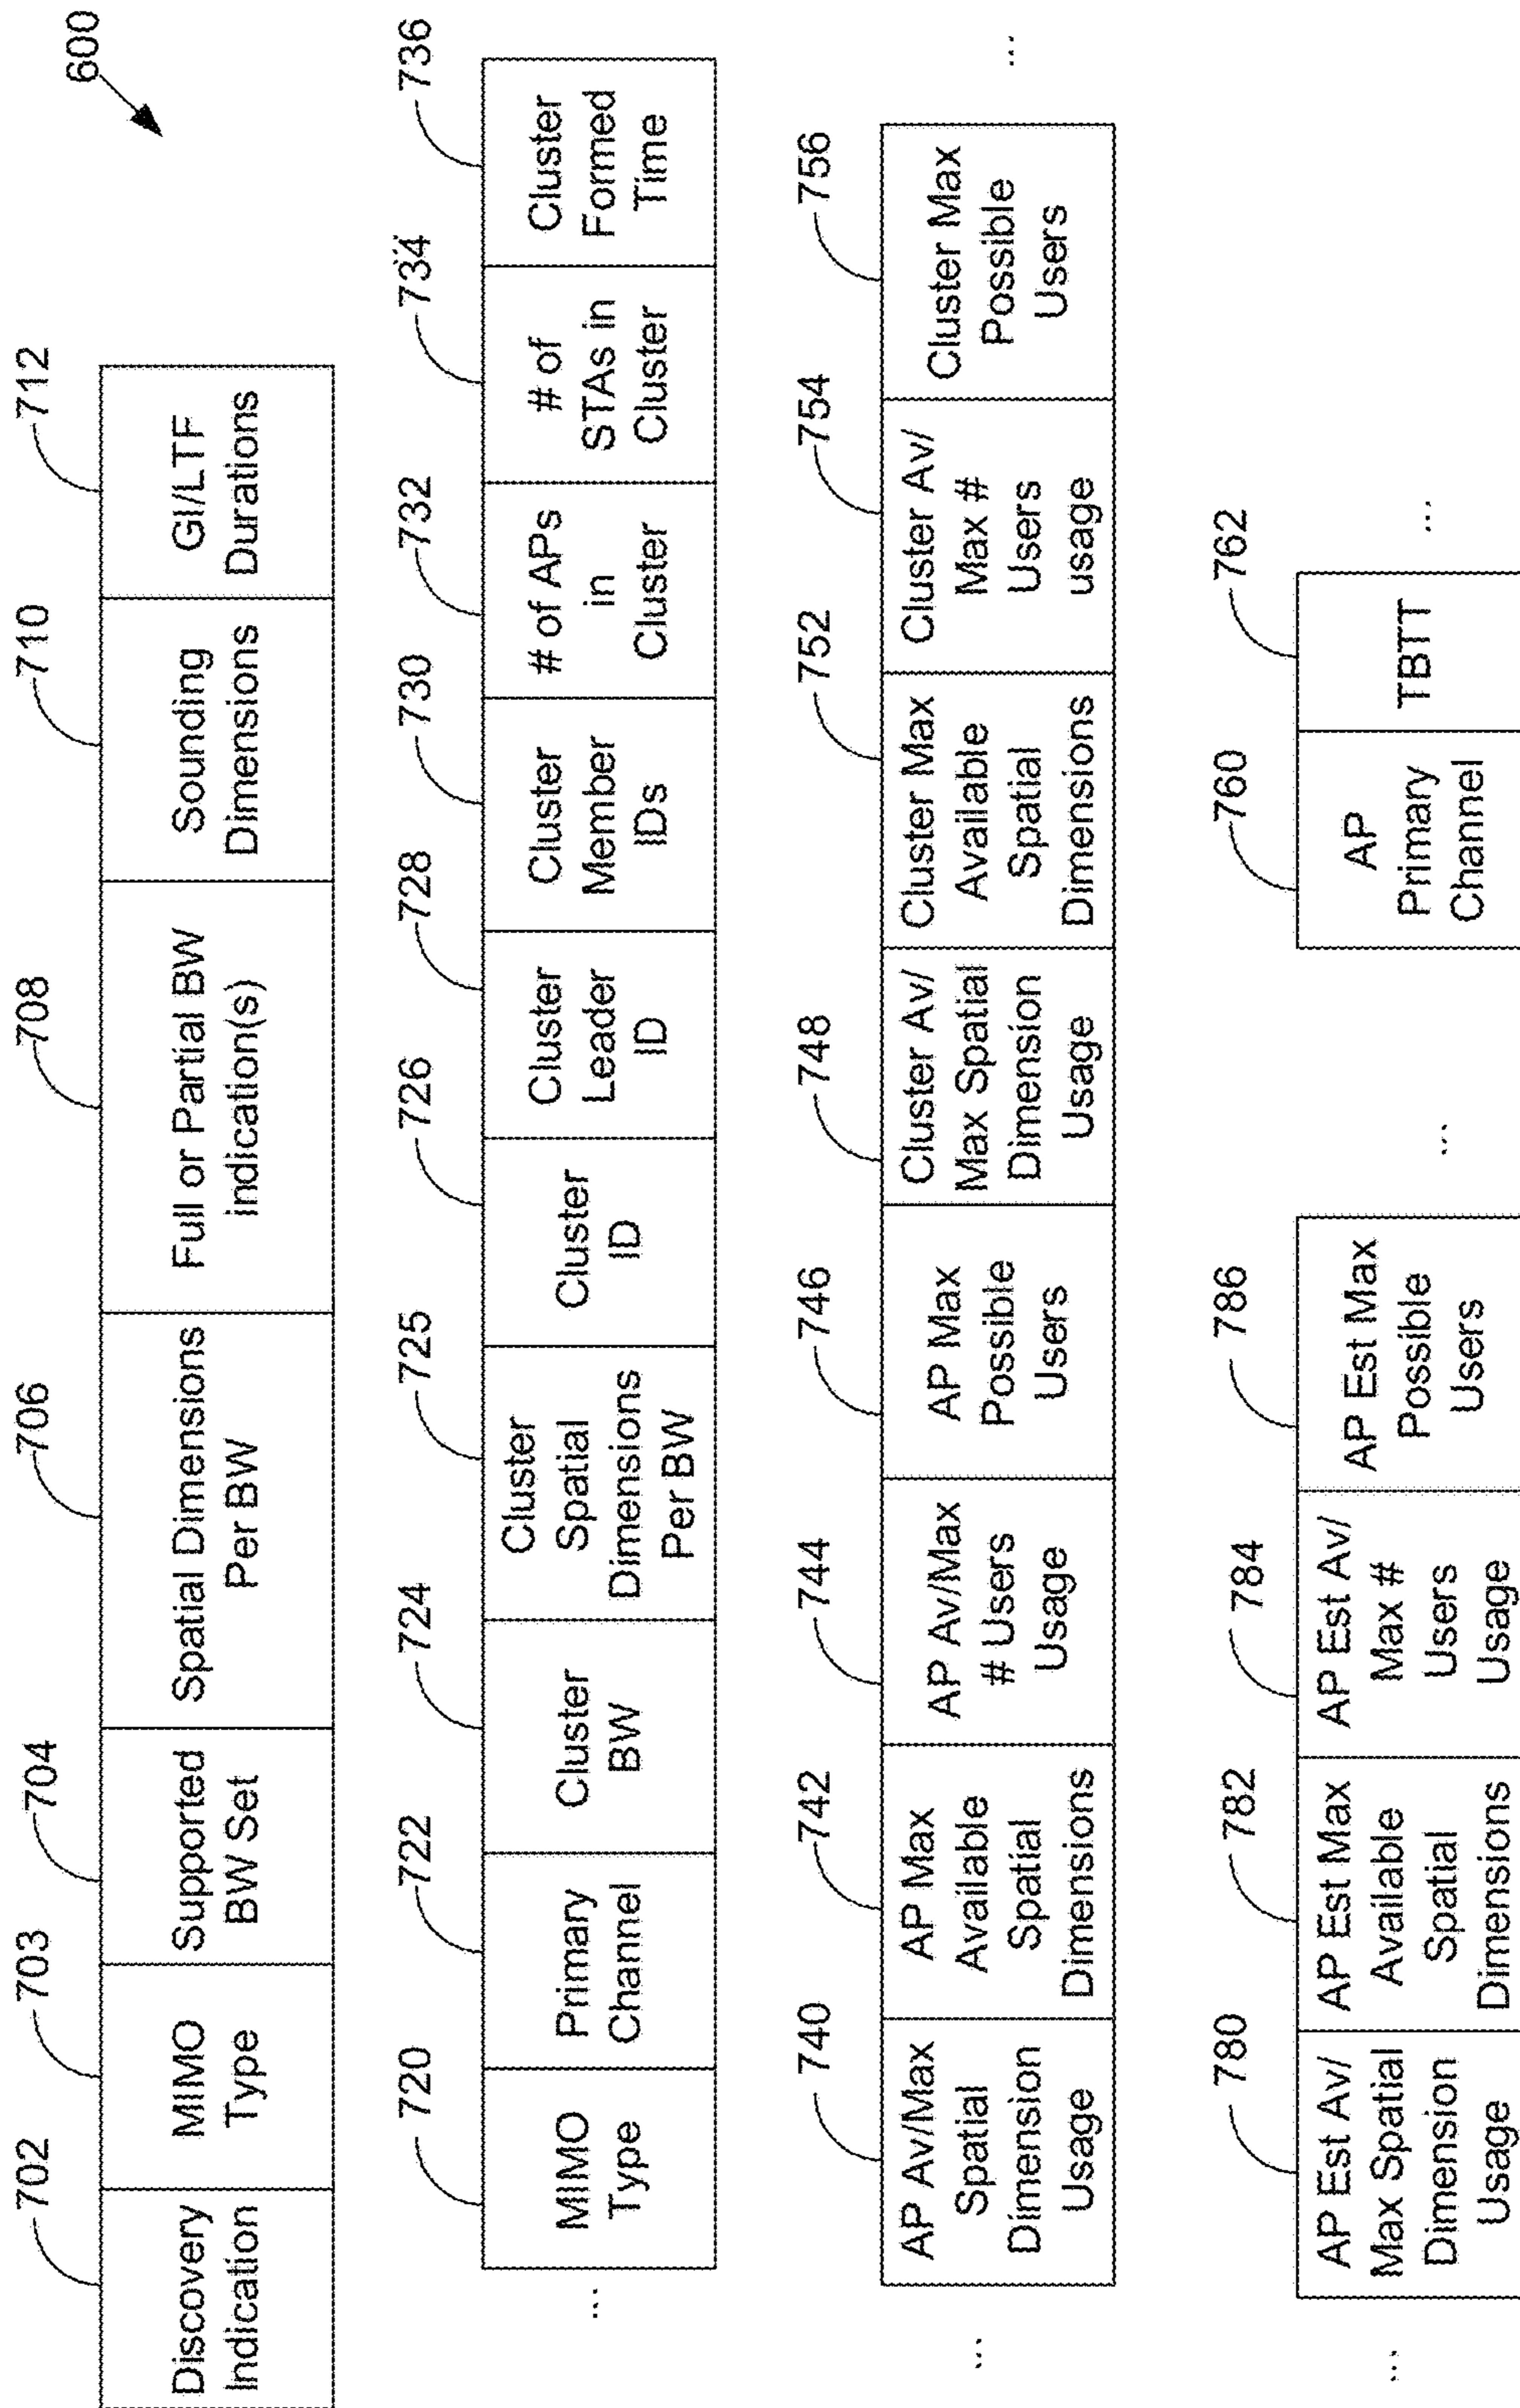 600
702
703
704
706
708
710
712
Discovery
Indication
MIMO
Type
Supported
BW Set
Spatial Dimensions
Per BW
Full or Partial BW
indication(s)
Sounding
Dimensions
GI/LTF
Durations
720
722
724
725
726
728
730
732
734
736
...
MIMO
Type
Primary
Channel
Cluster
BW
Cluster
Spatial
Dimensions
Per BW
Cluster
ID
Cluster
Leader
ID
Cluster
Member
IDs
# of APs
in
Cluster
# of
STAs in
Cluster
Cluster
Formed
Time
740
742
744
746
748
752
754
756
...
AP Av/Max
Spatial
Dimension
Usage
AP Max
Available
Spatial
Dimensions
AP Av/Max
# Users
Usage
AP Max
Possible
Users
Cluster Av/
Max Spatial
Dimension
Usage
Cluster Max
Available
Spatial
Dimensions
Cluster Av/
Max #
Users
usage
Cluster Max
Possible
Users
...
780
782
784
786
760
762
...
AP Est Av/
Max Spatial
Dimension
Usage
AP Est Max
Available
Spatial
Dimensions
AP Est Av/
Max #
Users
Usage
AP Est Max
Possible
Users
...
AP
Primary
Channel
TBTT
...